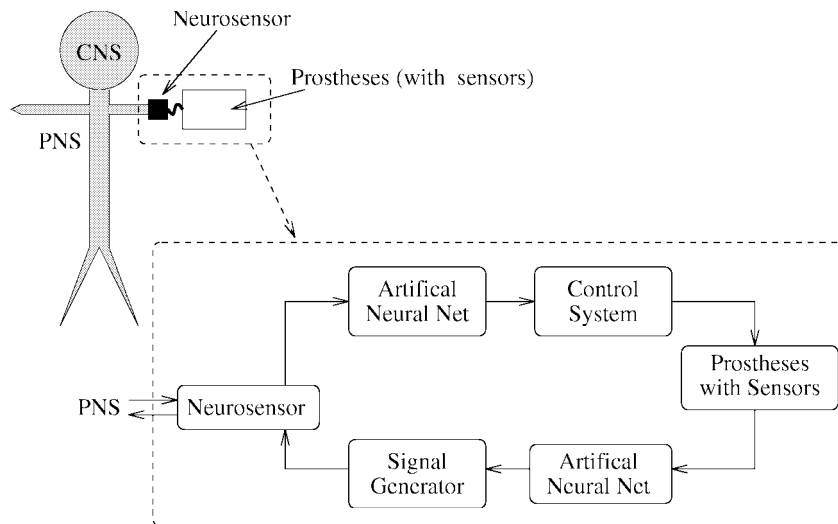 Neurosensor
CNS
Prostheses (with sensors)
PNS
Artifical
Neural Net
Control
System
Prostheses
with Sensors
PNS
Neurosensor
Signal
Generator
Artifical
Neural Net